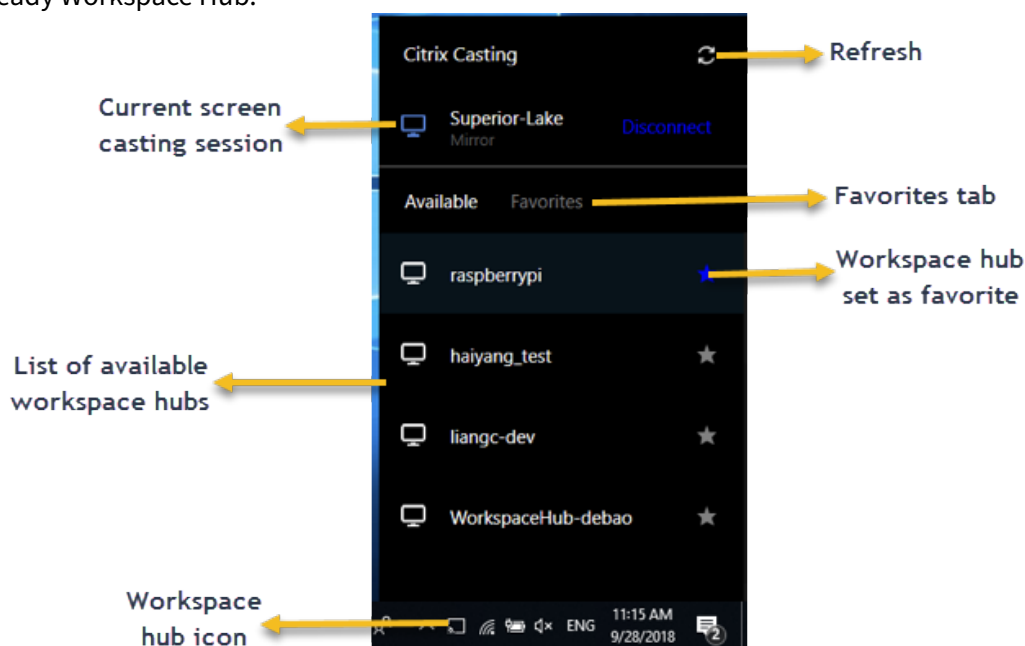 eady Workspace Hub.
Citrix Casting
Refresh
Current screen
casting session
Superior-Lake
Mirror
Disconnect
Available
Favorites
Favorites tab
raspberrypi
Workspace hub
set as favorite
List of available
workspace hubs
haiyang_test
liangc-dev
WorkspaceHub-debao
Workspace
hub icon
ENG
11:15 AM
9/28/2018
2